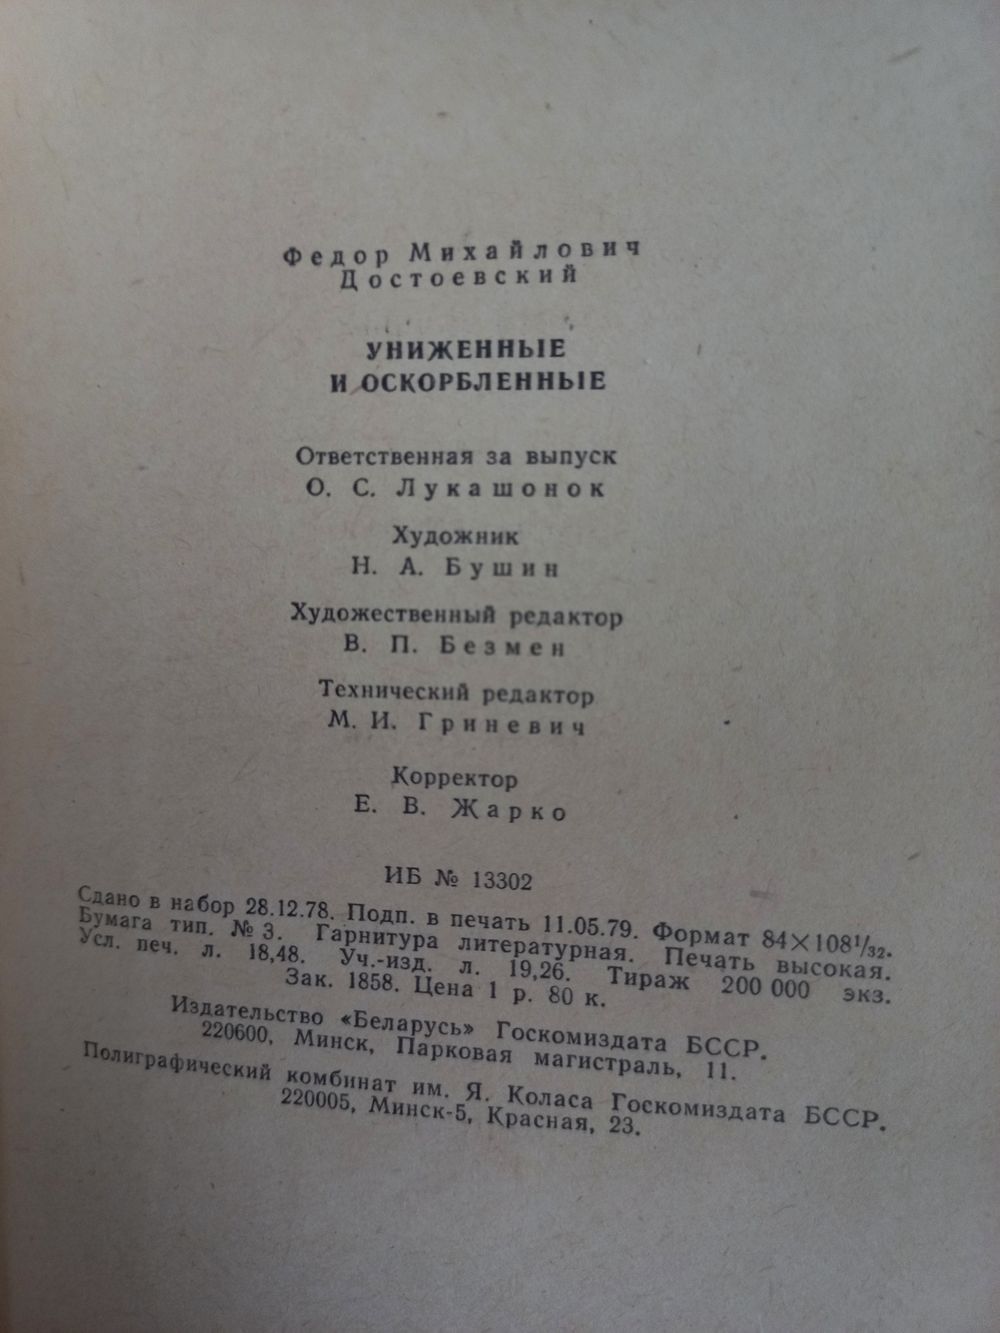 Федор Михайлович
Достоевский
УНИЖЕННЫЕ
И ОСКОРБЛЕННЫЕ
Ответственная за выпуск
О. С. Лукашонок
Художник
Н. А. Бушин
Художественный редактор
В. П. Безмен
Технический редактор
М. И. Гриневич
Корректор
Е. В. Жарко
ИБ № 13302
Сдано в набор 28.12.78. Подп. в печать 11.05.79. Формат 84×108¹/₃₂.
Бумага тип. № 3. Гарнитура литературная. Печать высокая.
Усл. печ. л. 18,48. Уч.-изд. л. 19,26. Тираж 200 000 экз.
Зак. 1858. Цена 1 р. 80 к.
Издательство «Беларусь» Госкомиздата БССР.
220600, Минск, Парковая магистраль, 11.
Полиграфический комбинат им. Я. Коласа Госкомиздата БССР.
220005, Минск-5, Красная, 23.